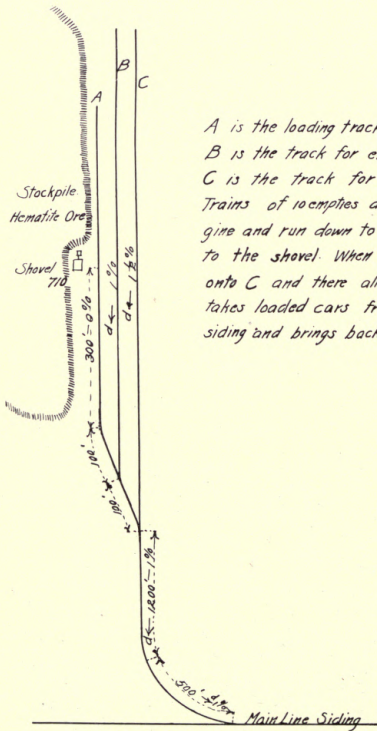 B
C
A
A is the loading track
B is the track for e
C is the track for
Trains of 10 empties a
gine and run down to
to the shovel. When
onto C and there al
takes loaded cars fr
siding and brings back
Stockpile
Hematite Ore
Shovel
710
300'-0%
d← 1%
d← 1½%
100'
100'
d← 1200'-1%
500'
Main Line Siding